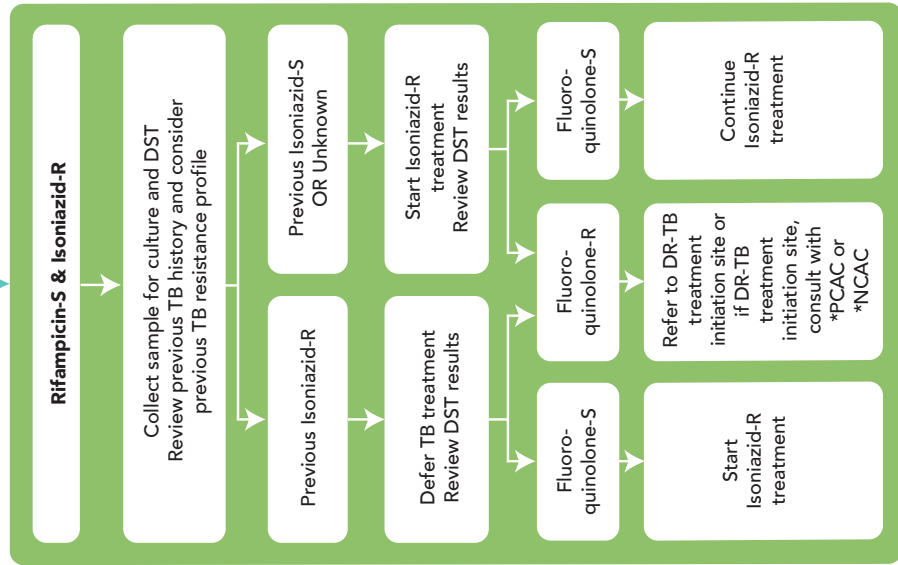 Rifampicin-S & Isoniazid-R
Collect sample for culture and DST
Review previous TB history and consider
previous TB resistance profile
Previous Isoniazid-R
Previous Isoniazid-S
OR Unknown
Defer TB treatment
Review DST results
Start Isoniazid-R
treatment
Review DST results
Fluoro-
quinolone-S
Fluoro-
quinolone-R
Fluoro-
quinolone-S
Start
Isoniazid-R
treatment
Refer to DR-TB
treatment
initiation site or
if DR-TB
treatment
initiation site,
consult with
*PCAC or
*NCAC
Continue
Isoniazid-R
treatment